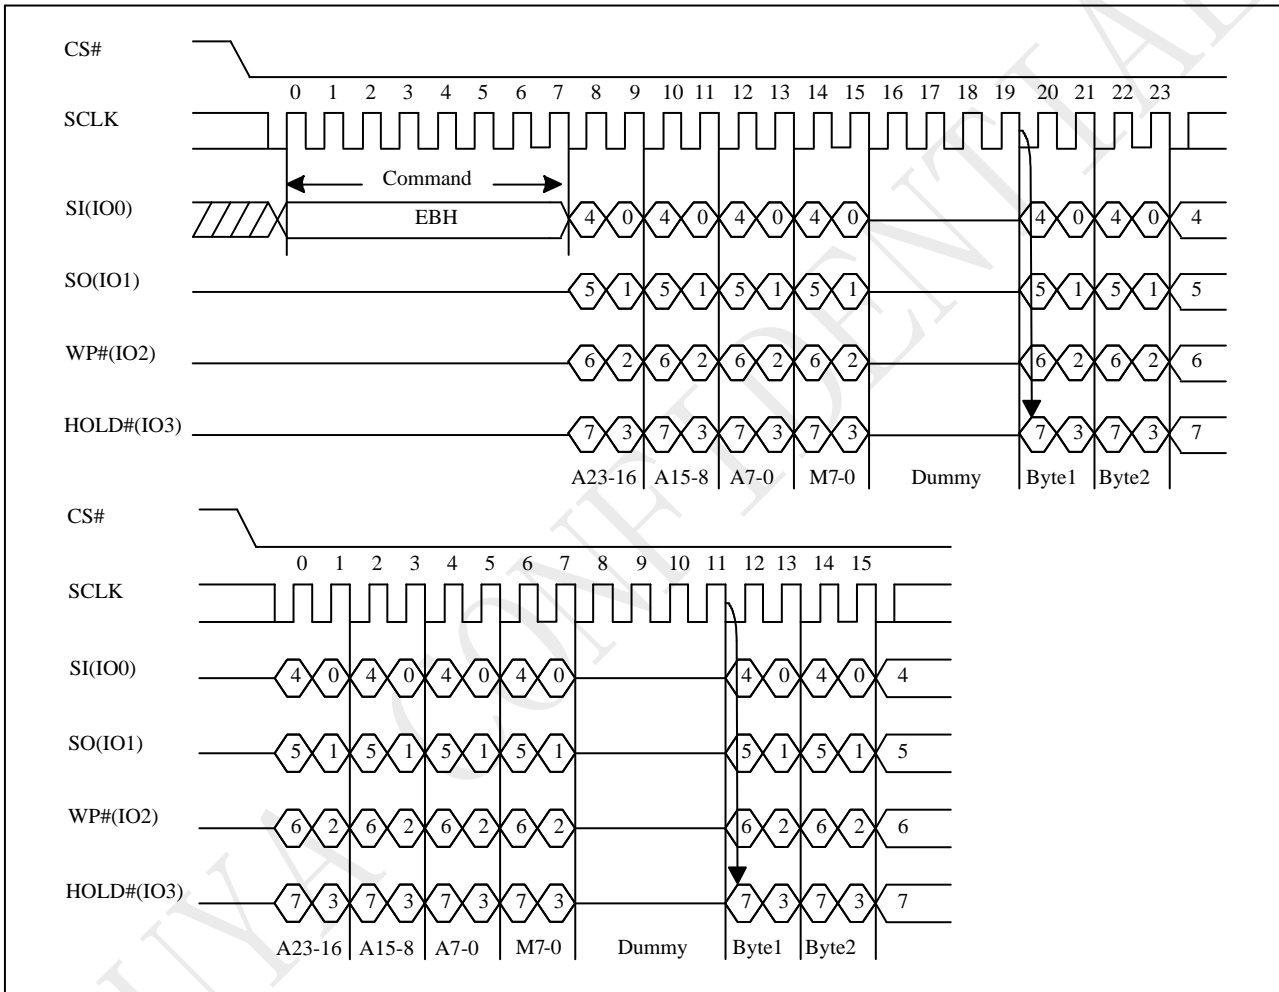 CS#
0 1 2 3 4 5 6 7 8 9 10 11 12 13 14 15 16 17 18 19 20 21 22 23
SCLK
Command
SI(IO0) EBH 4 0 4 0 4 0 4 0 4 0 4 0 4
SO(IO1) 5 1 5 1 5 1 5 1 5 1 5 1 5
WP#(IO2) 6 2 6 2 6 2 6 2 6 2 6 2 6
HOLD#(IO3) 7 3 7 3 7 3 7 3 7 3 7 3 7
A23-16 A15-8 A7-0 M7-0 Dummy Byte1 Byte2
CS#
0 1 2 3 4 5 6 7 8 9 10 11 12 13 14 15
SCLK
SI(IO0) 4 0 4 0 4 0 4 0 4 0 4 0 4
SO(IO1) 5 1 5 1 5 1 5 1 5 1 5 1 5
WP#(IO2) 6 2 6 2 6 2 6 2 6 2 6 2 6
HOLD#(IO3) 7 3 7 3 7 3 7 3 7 3 7 3 7
A23-16 A15-8 A7-0 M7-0 Dummy Byte1 Byte2
UYA CONFIDENTIAL